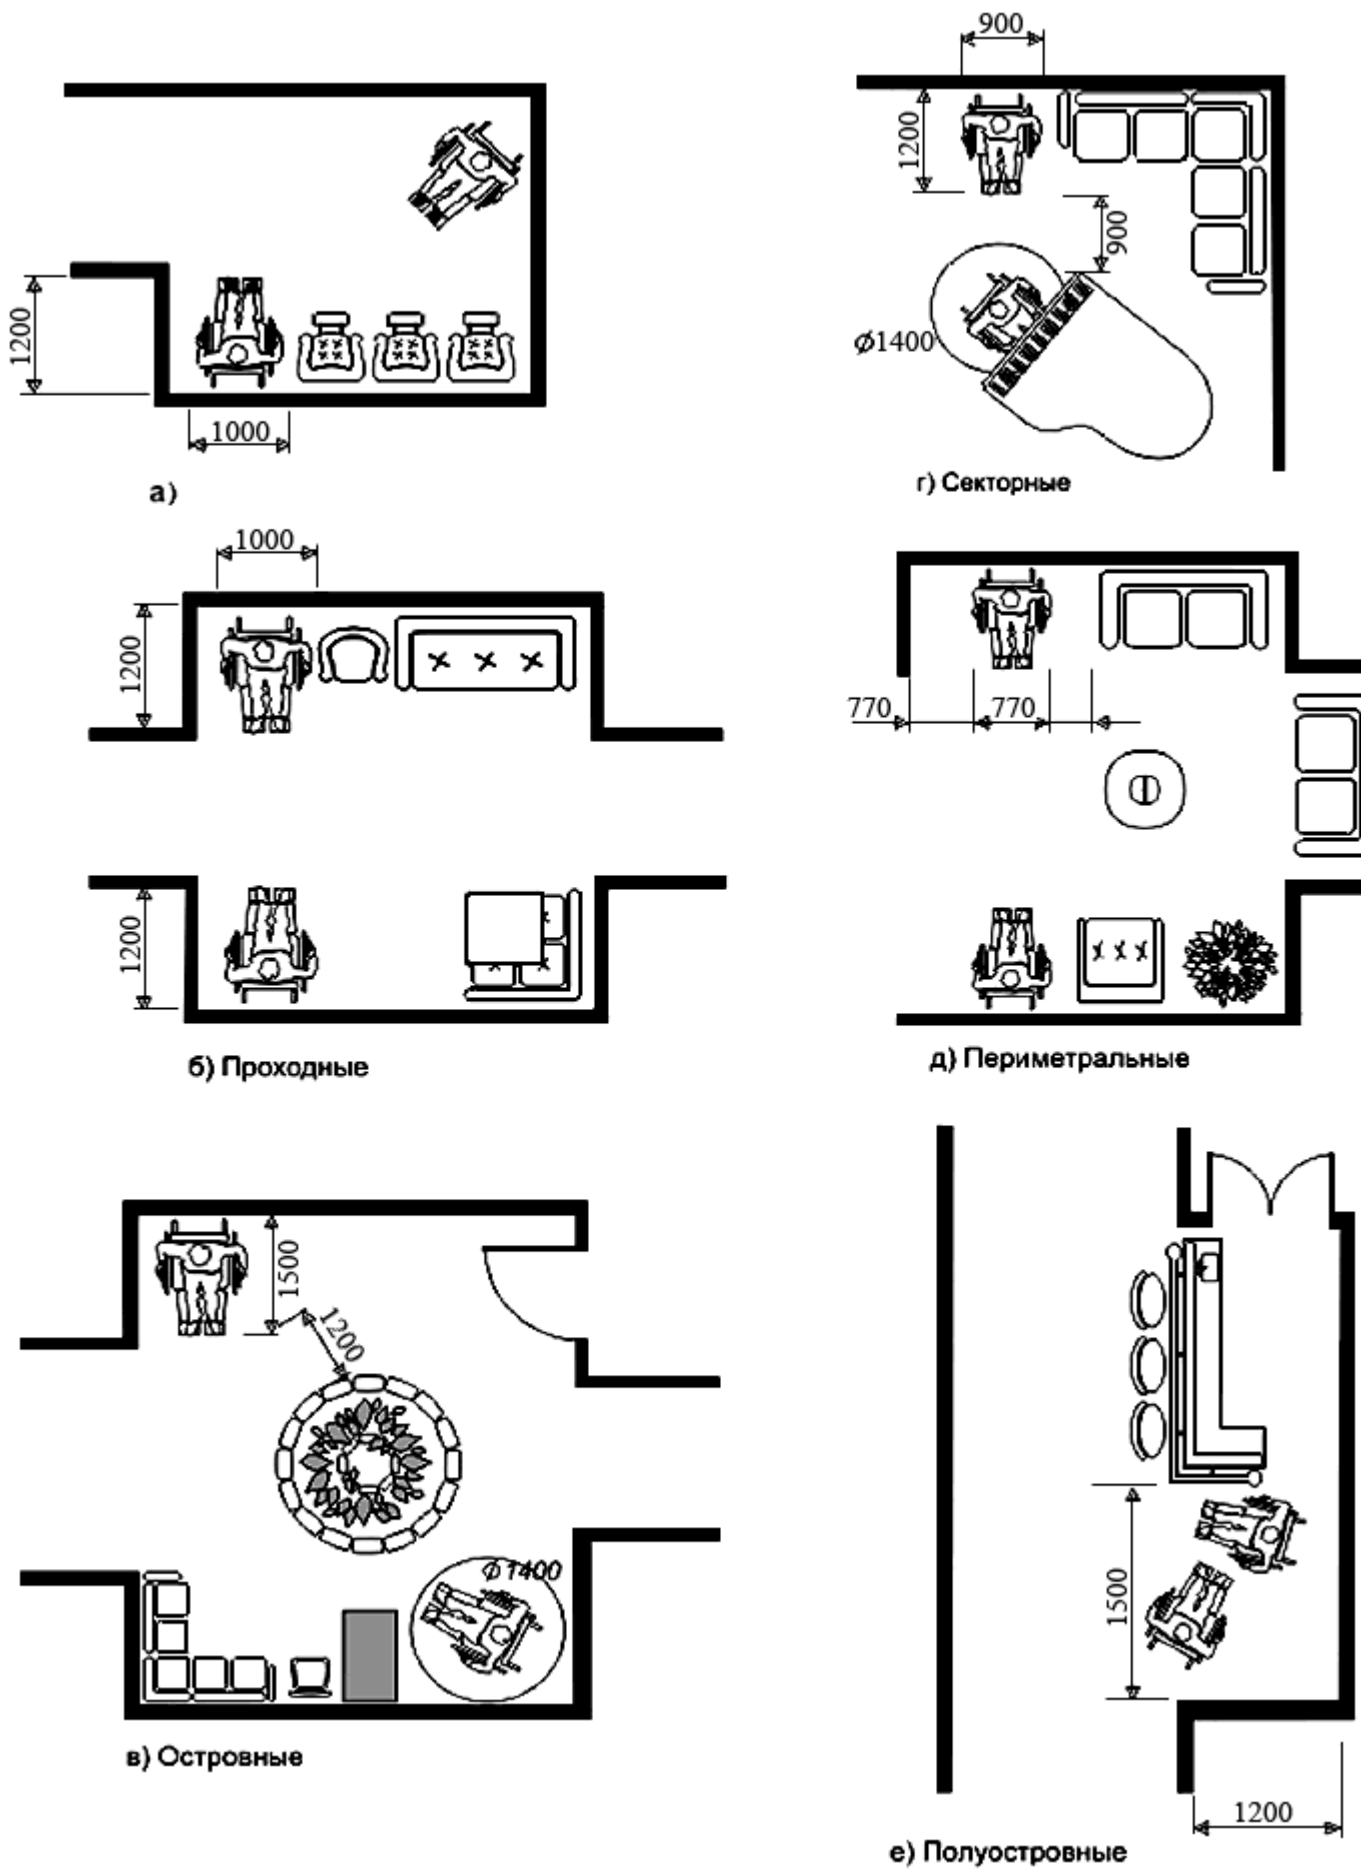 1200
1000
а)
900
1200
900
Ø1400
г) Секторные
1000
1200
1200
б) Проходные
770
770
д) Периметральные
1500
1200
Ø1400
в) Островные
1500
1200
е) Полуостровные